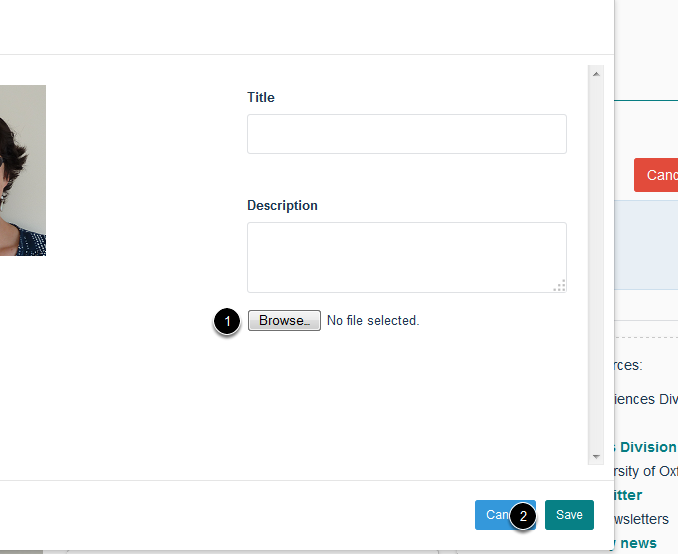 Title
Canc
Description
1 Browse... No file selected.
rces:
iences Div
Division
rsity of Oxf
itter
wsletters
y news
Can
2
Save